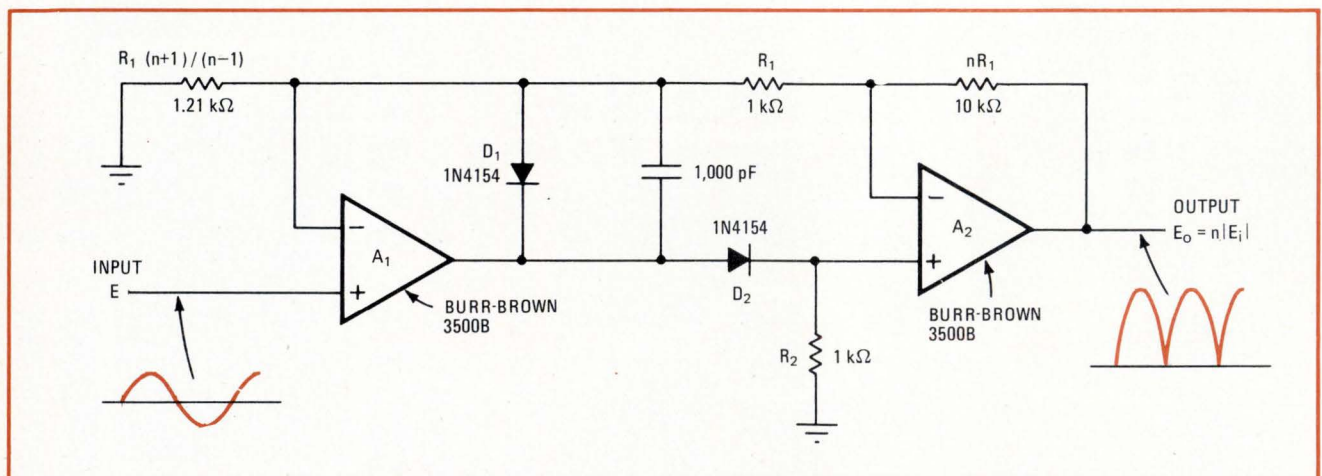 R1 (n+1)/(n−1)
1.21 kΩ
R1
1 kΩ
nR1
10 kΩ
D1
1N4154
1,000 pF
−
A1
+
BURR-BROWN
3500B
INPUT
E
1N4154
D2
−
A2
+
BURR-BROWN
3500B
OUTPUT
Eo = n|Ei|
R2
1 kΩ